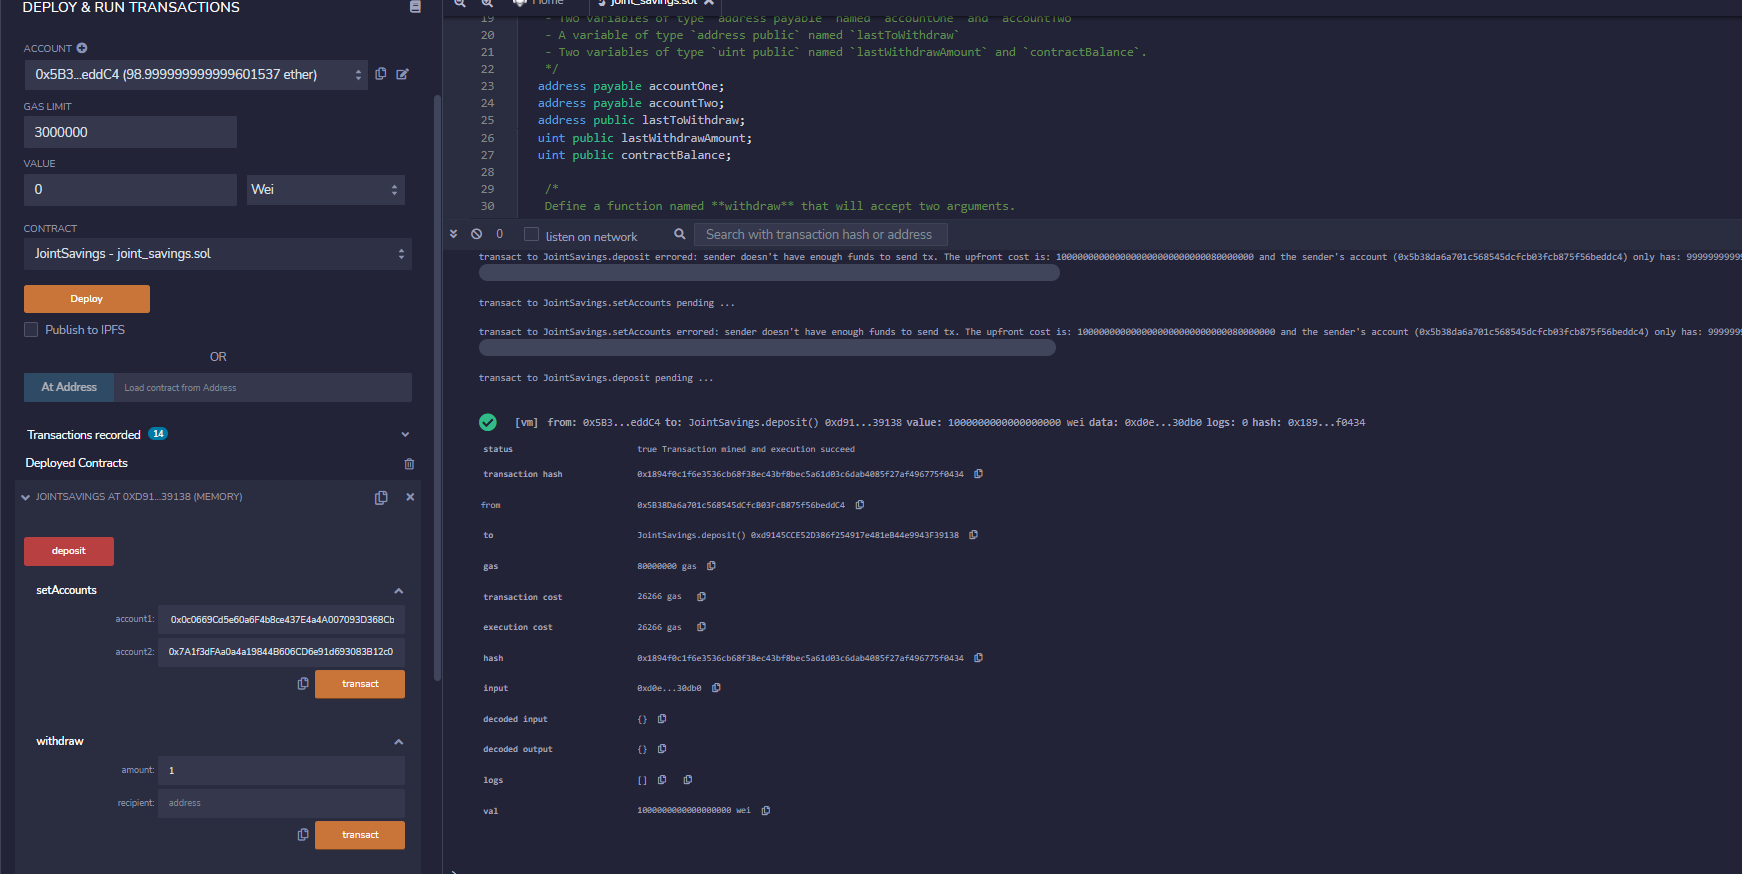 DEPLOY & RUN TRANSACTIONS
ACCOUNT
0x5B3...eddC4 (98.999999999999601537 ether)
GAS LIMIT
3000000
VALUE
0
Wei
CONTRACT
JointSavings - joint_savings.sol
Deploy
Publish to IPFS
OR
At Address
Load contract from Address
Transactions recorded 14
Deployed Contracts
JOINTSAVINGS AT 0XD91...39138 (MEMORY)
deposit
setAccounts
account1: 0x0c0669Cd5e60a6F4b8ce437E4a4A007093D368Cb
account2: 0x7A1f3dFAa0a4a19844B606CD6e91d693083B12c0
transact
withdraw
amount: 1
recipient: address
transact
Home
joint_savings.sol
19 - Two variables of type `address payable` named `accountOne` and `accountTwo`
20 - A variable of type `address public` named `lastToWithdraw`
21 - Two variables of type `uint public` named `lastWithdrawAmount` and `contractBalance`.
22 */
23 address payable accountOne;
24 address payable accountTwo;
25 address public lastToWithdraw;
26 uint public lastWithdrawAmount;
27 uint public contractBalance;
28
29 /*
30 Define a function named **withdraw** that will accept two arguments.
0
listen on network
Search with transaction hash or address
transact to JointSavings.deposit errored: sender doesn't have enough funds to send tx. The upfront cost is: and the sender's account (0x5b38da6a701c568545dcfcb03fcb875f56beddc4) only has:
transact to JointSavings.setAccounts pending ...
transact to JointSavings.setAccounts errored: sender doesn't have enough funds to send tx. The upfront cost is: and the sender's account (0x5b38da6a701c568545dcfcb03fcb875f56beddc4) only has:
transact to JointSavings.deposit pending ...
[vm] from: 0x5B3...eddC4 to: JointSavings.deposit() 0xd91...39138 value: 1000000000000000000 wei data: 0xd0e...30db0 logs: 0 hash: 0x189...f0434
status true Transaction mined and execution succeed
transaction hash 0x1894f0c1f6e3536cb68f38ec43bf8bec5a61d03c6dab4085f27af496775f0434
from 0x5B38Da6a701c568545dCfcB03FcB875f56beddC4
to JointSavings.deposit() 0xd9145CCE52D386f254917e481eB44e9943F39138
gas 80000000 gas
transaction cost 26266 gas
execution cost 26266 gas
hash 0x1894f0c1f6e3536cb68f38ec43bf8bec5a61d03c6dab4085f27af496775f0434
input 0xd0e...30db0
decoded input {}
decoded output {}
logs []
val 1000000000000000000 wei